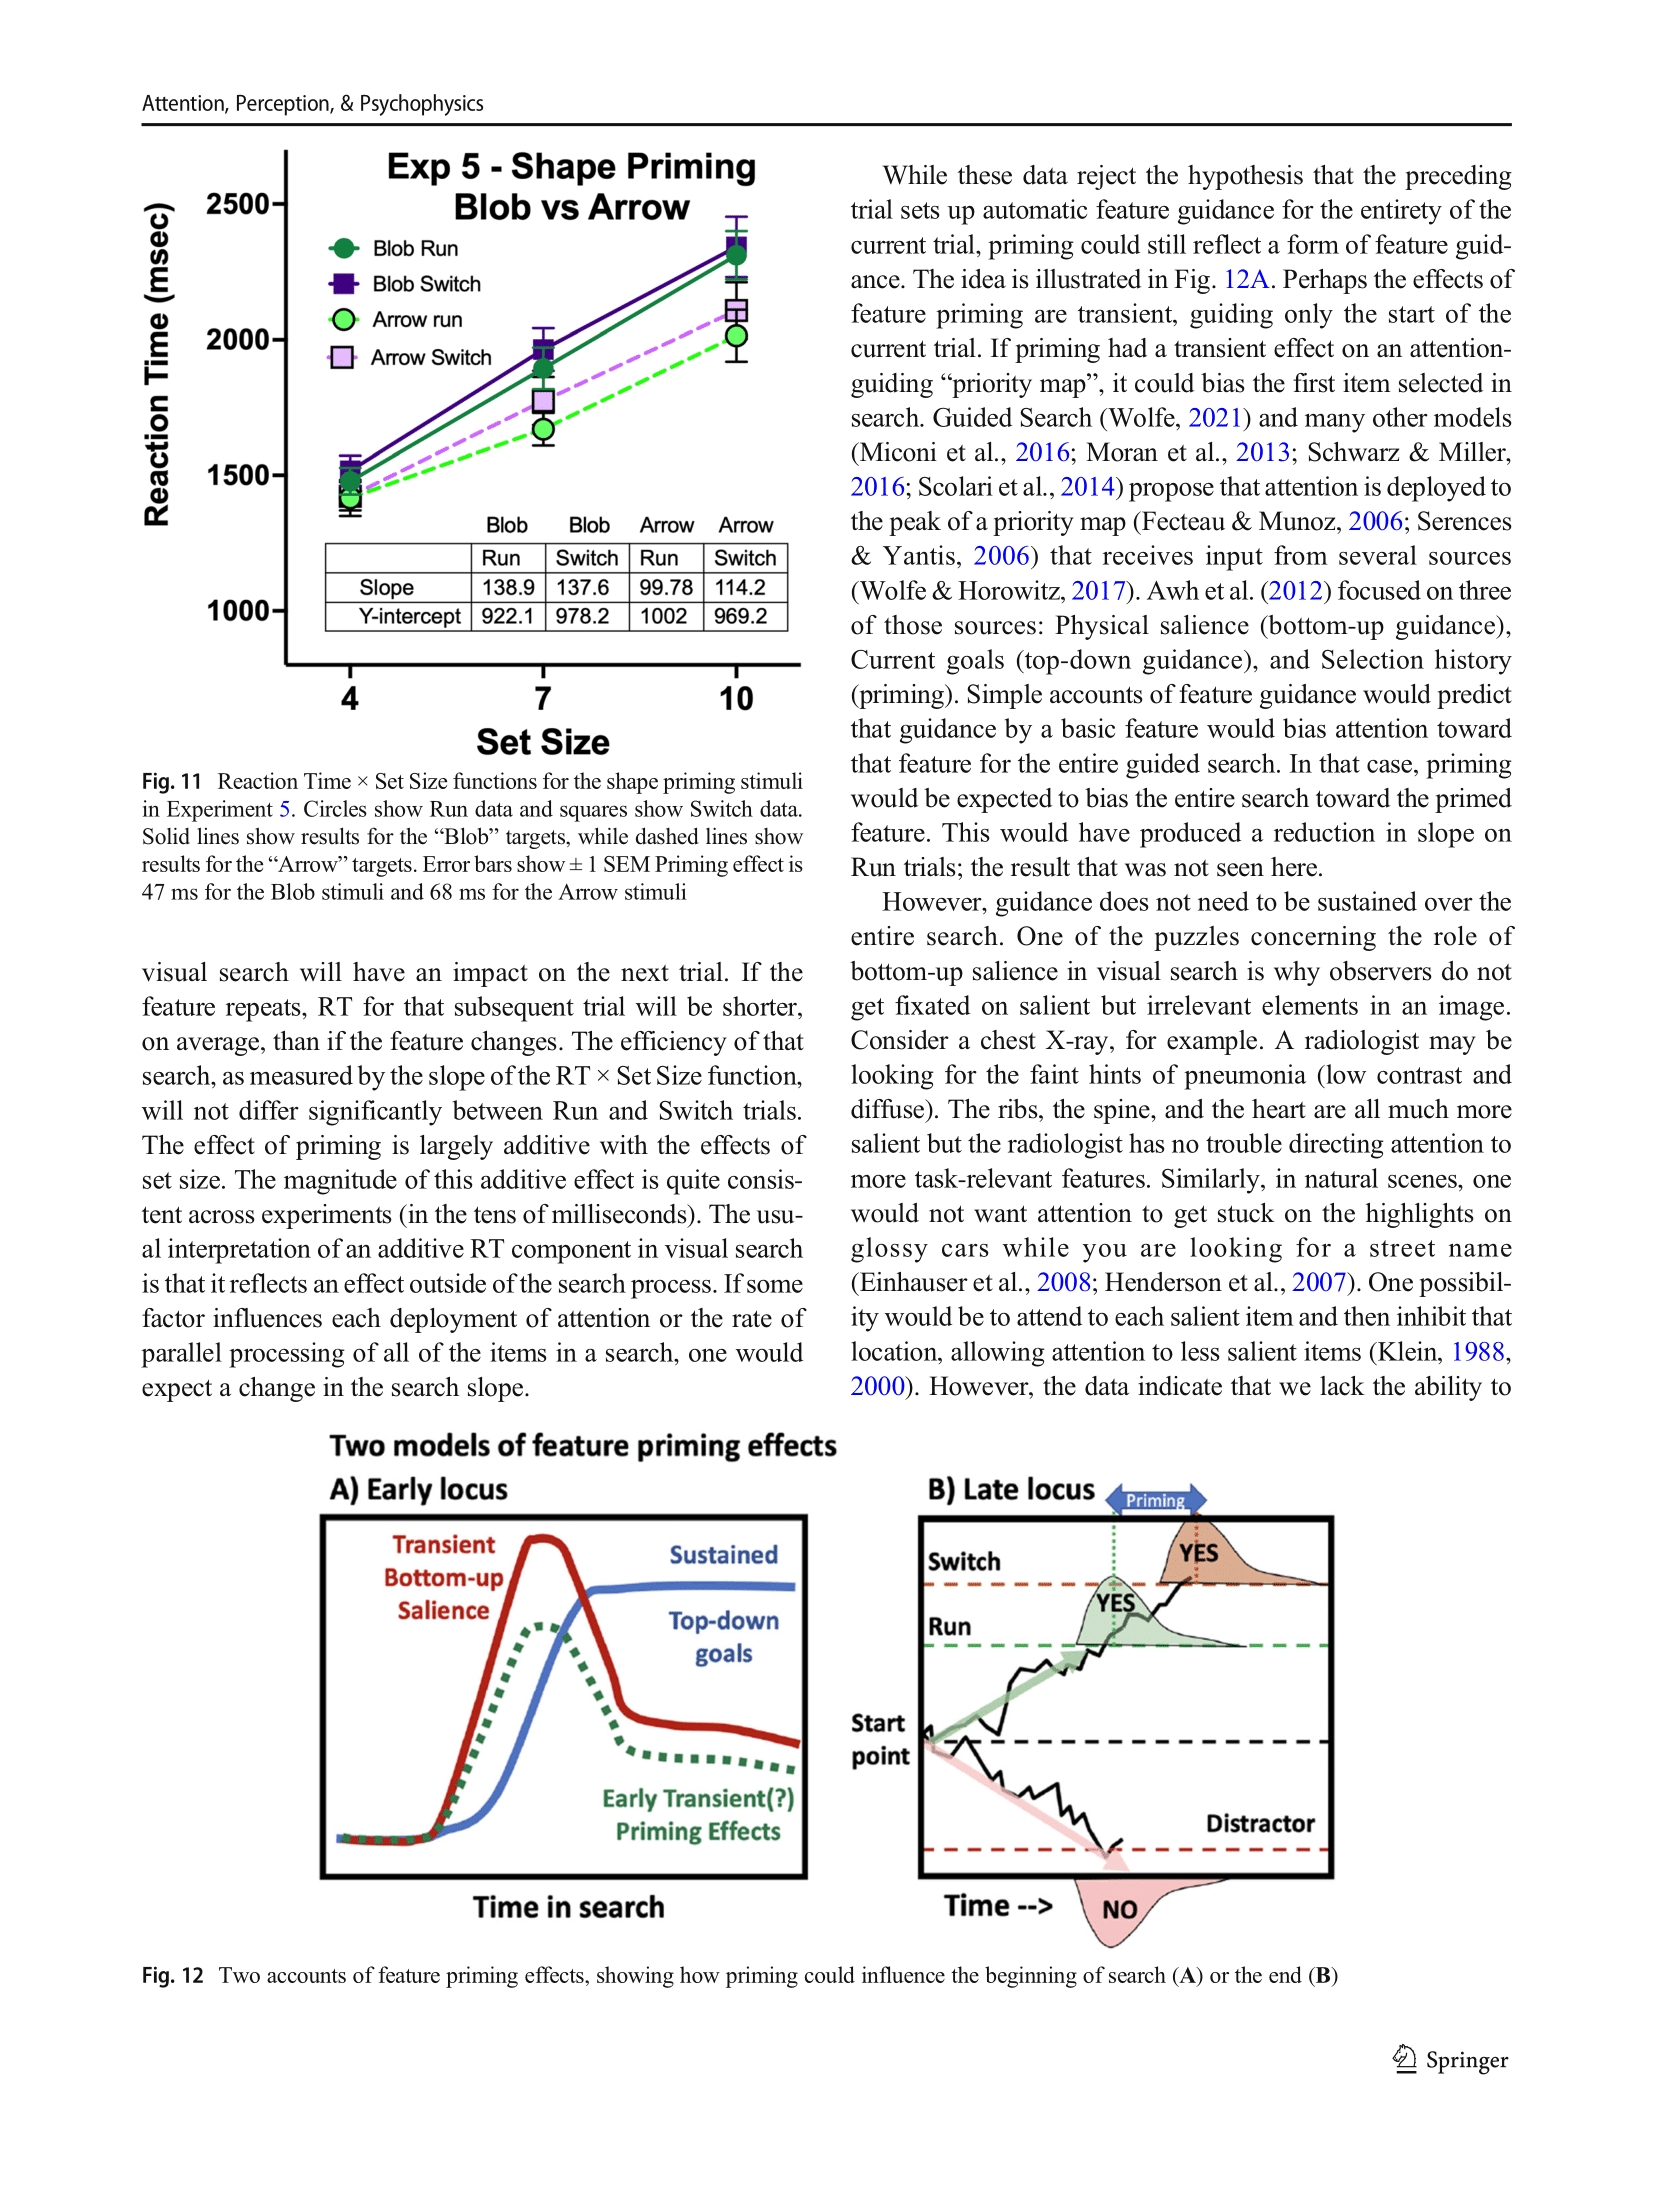 Attention, Perception, & Psychophysics
Exp 5 - Shape Priming
Blob vs Arrow
Reaction Time (msec)
2500
2000
1500
1000
Blob Run
Blob Switch
Arrow run
Arrow Switch
Blob Blob Arrow Arrow
Run Switch Run Switch
Slope 138.9 137.6 99.78 114.2
Y-intercept 922.1 978.2 1002 969.2
4 7 10
Set Size
Fig. 11 Reaction Time × Set Size functions for the shape priming stimuli
in Experiment 5. Circles show Run data and squares show Switch data.
Solid lines show results for the “Blob” targets, while dashed lines show
results for the “Arrow” targets. Error bars show ± 1 SEM Priming effect is
47 ms for the Blob stimuli and 68 ms for the Arrow stimuli
visual search will have an impact on the next trial. If the
feature repeats, RT for that subsequent trial will be shorter,
on average, than if the feature changes. The efficiency of that
search, as measured by the slope of the RT × Set Size function,
will not differ significantly between Run and Switch trials.
The effect of priming is largely additive with the effects of
set size. The magnitude of this additive effect is quite consis-
tent across experiments (in the tens of milliseconds). The usu-
al interpretation of an additive RT component in visual search
is that it reflects an effect outside of the search process. If some
factor influences each deployment of attention or the rate of
parallel processing of all of the items in a search, one would
expect a change in the search slope.
While these data reject the hypothesis that the preceding
trial sets up automatic feature guidance for the entirety of the
current trial, priming could still reflect a form of feature guid-
ance. The idea is illustrated in Fig. 12A. Perhaps the effects of
feature priming are transient, guiding only the start of the
current trial. If priming had a transient effect on an attention-
guiding “priority map”, it could bias the first item selected in
search. Guided Search (Wolfe, 2021) and many other models
(Miconi et al., 2016; Moran et al., 2013; Schwarz & Miller,
2016; Scolari et al., 2014) propose that attention is deployed to
the peak of a priority map (Fecteau & Munoz, 2006; Serences
& Yantis, 2006) that receives input from several sources
(Wolfe & Horowitz, 2017). Awh et al. (2012) focused on three
of those sources: Physical salience (bottom-up guidance),
Current goals (top-down guidance), and Selection history
(priming). Simple accounts of feature guidance would predict
that guidance by a basic feature would bias attention toward
that feature for the entire guided search. In that case, priming
would be expected to bias the entire search toward the primed
feature. This would have produced a reduction in slope on
Run trials; the result that was not seen here.
However, guidance does not need to be sustained over the
entire search. One of the puzzles concerning the role of
bottom-up salience in visual search is why observers do not
get fixated on salient but irrelevant elements in an image.
Consider a chest X-ray, for example. A radiologist may be
looking for the faint hints of pneumonia (low contrast and
diffuse). The ribs, the spine, and the heart are all much more
salient but the radiologist has no trouble directing attention to
more task-relevant features. Similarly, in natural scenes, one
would not want attention to get stuck on the highlights on
glossy cars while you are looking for a street name
(Einhauser et al., 2008; Henderson et al., 2007). One possibil-
ity would be to attend to each salient item and then inhibit that
location, allowing attention to less salient items (Klein, 1988,
2000). However, the data indicate that we lack the ability to
Two models of feature priming effects
A) Early locus
Transient
Bottom-up
Salience
Sustained
Top-down
goals
Early Transient(?)
Priming Effects
Time in search
B) Late locus
Priming
Switch
YES
YES
Run
Start
point
Distractor
Time -->
NO
Fig. 12 Two accounts of feature priming effects, showing how priming could influence the beginning of search (A) or the end (B)
Springer